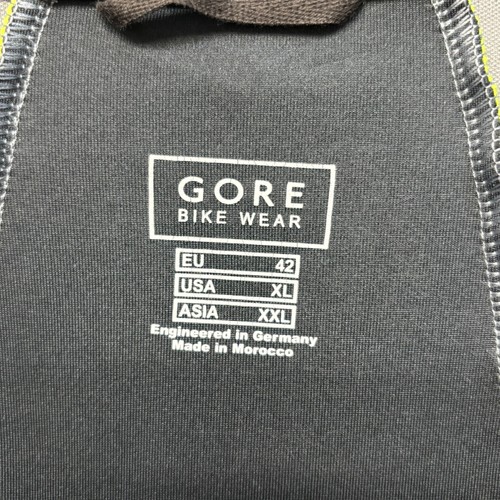 GORE
BIKE WEAR
EU 42
USA XL
ASIA XXL
Engineered in Germany
Made in Morocco